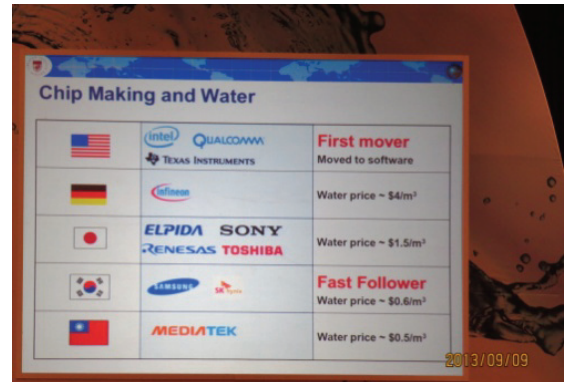 Chip Making and Water
intel QUALCOMM
TEXAS INSTRUMENTS
First mover
Moved to software
infineon
Water price ~ $4/m³
ELPIDA SONY
RENESAS TOSHIBA
Water price ~ $1.5/m³
SAMSUNG SK hynix
Fast Follower
Water price ~ $0.6/m³
MEDIATEK
Water price ~ $0.5/m³
2013/09/09